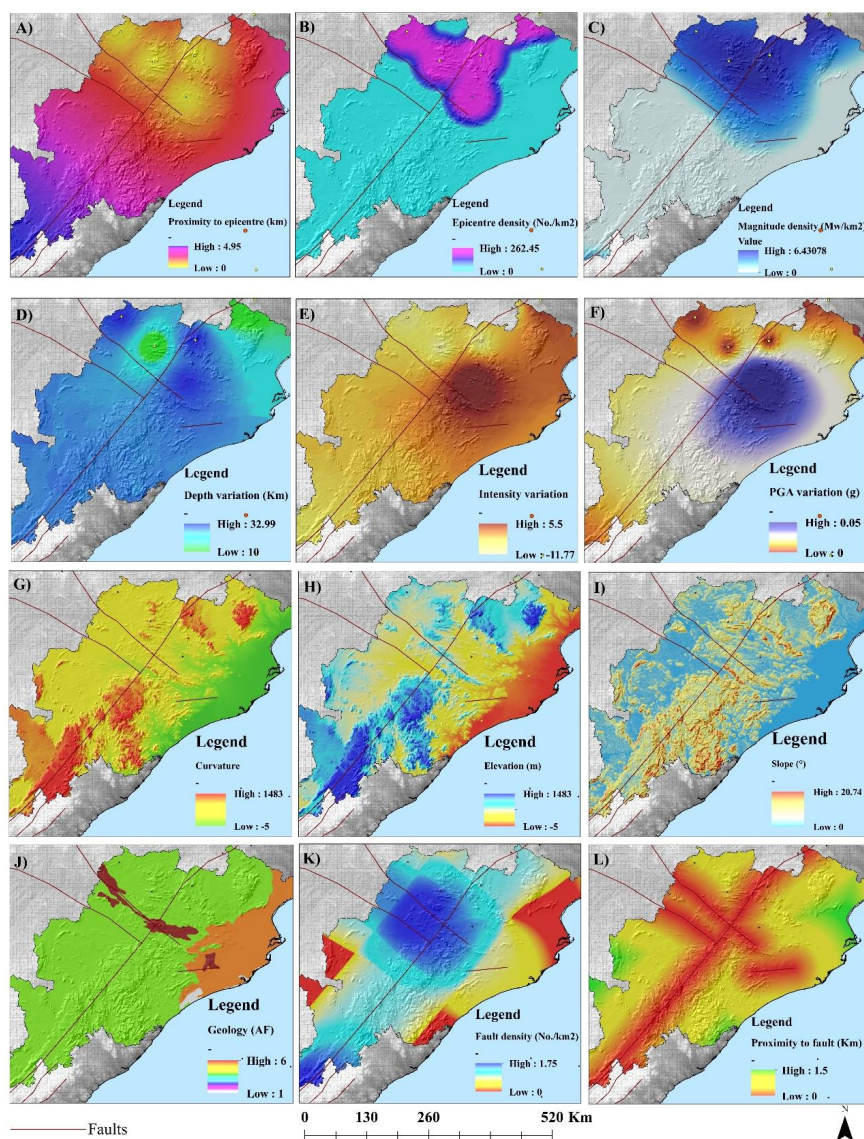 A)
Legend
Proximity to epicentre (km)
High : 4.95
Low : 0
B)
Legend
Epicentre density (No./km2)
High : 262.45
Low : 0
C)
Legend
Magnitude density (Mw/km2)
Value
High : 6.43078
Low : 0
D)
Legend
Depth variation (Km)
High : 32.99
Low : 10
E)
Legend
Intensity variation
High : 5.5
Low : -11.77
F)
Legend
PGA variation (g)
High : 0.05
Low : 0
G)
Legend
Curvature
High : 1483
Low : -5
H)
Legend
Elevation (m)
High : 1483
Low : -5
I)
Legend
Slope (°)
High : 20.74
Low : 0
J)
Legend
Geology (AF)
High : 6
Low : 1
K)
Legend
Fault density (No./km2)
High : 1.75
Low : 0
L)
Legend
Proximity to fault (Km)
High : 1.5
Low : 0
Faults
0 130 260 520 Km